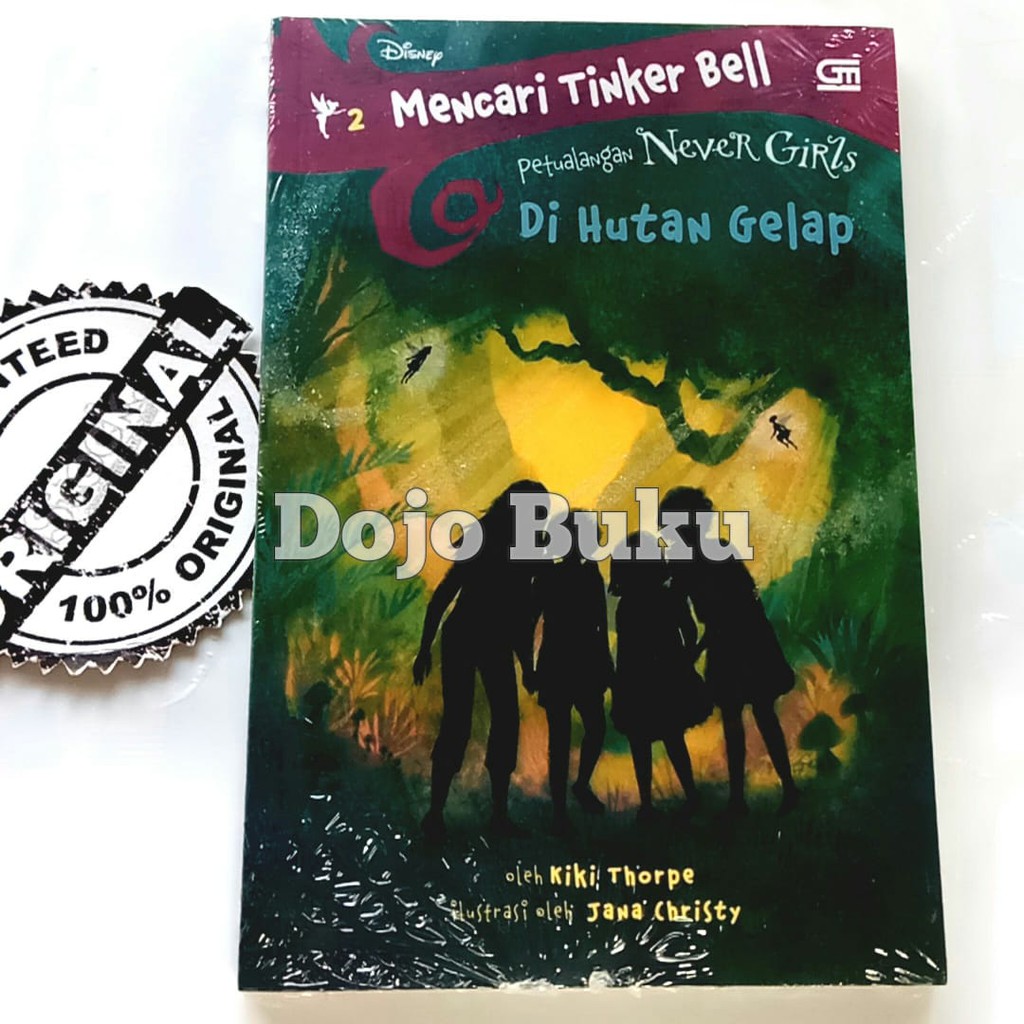 Disney
2 Mencari Tinker Bell
GM
Petualangan Never Girls
Di Hutan Gelap
TEED
ORIGINAL
100% ORIGINAL
Dojo Buku
oleh Kiki Thorpe
ilustrasi oleh Jana Christy